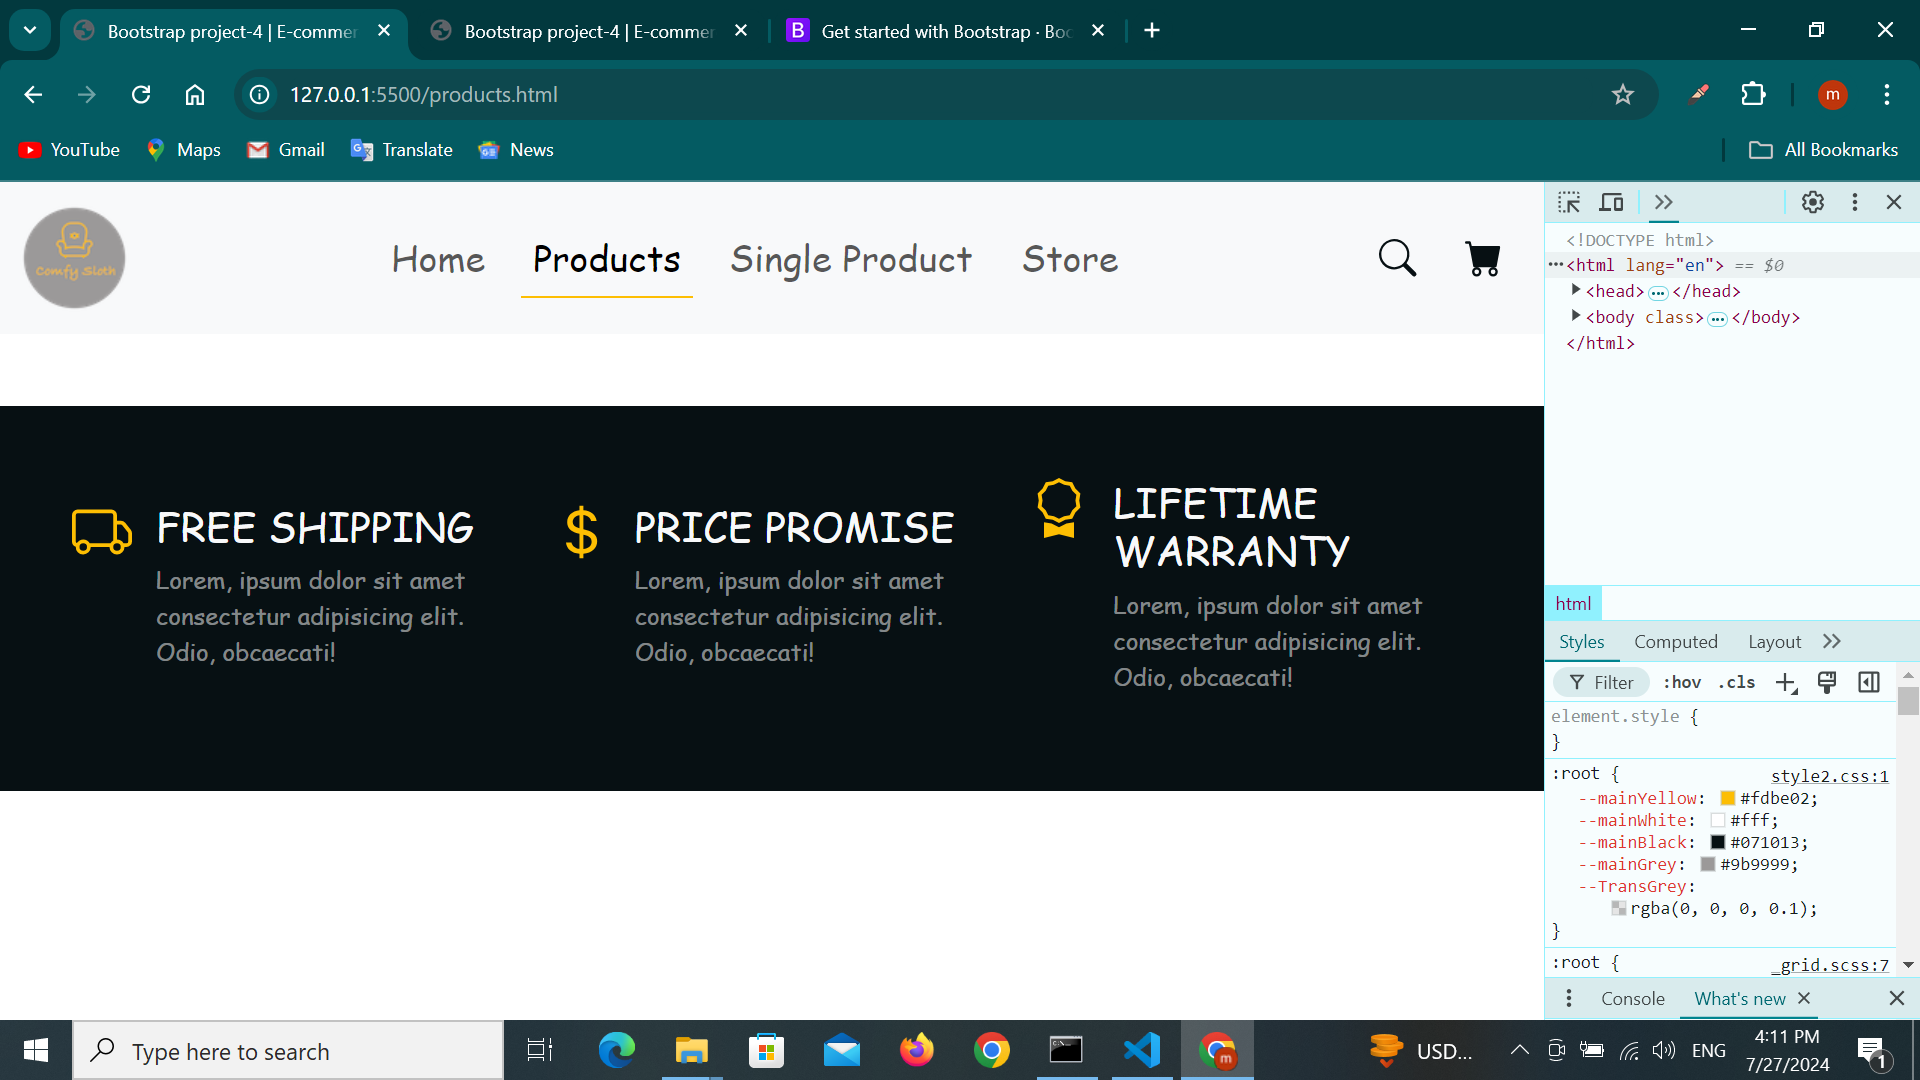 Bootstrap project-4 | E-commer
Bootstrap project-4 | E-commer
B
Get started with Bootstrap · Boo
127.0.0.1:5500/products.html
m
YouTube
Maps
Gmail
Translate
News
All Bookmarks
Comfy Sloth
Home
Products
Single Product
Store
FREE SHIPPING
Lorem, ipsum dolor sit amet
consectetur adipisicing elit.
Odio, obcaecati!
$
PRICE PROMISE
Lorem, ipsum dolor sit amet
consectetur adipisicing elit.
Odio, obcaecati!
LIFETIME
WARRANTY
Lorem, ipsum dolor sit amet
consectetur adipisicing elit.
Odio, obcaecati!
<!DOCTYPE html>
<html lang="en"> == $0
<head>…</head>
<body class>…</body>
</html>
html
Styles
Computed
Layout
Filter
:hov
.cls
element.style {
}
:root {
style2.css:1
--mainYellow: #fdbe02;
--mainWhite: #fff;
--mainBlack: #071013;
--mainGrey: #9b9999;
--TransGrey:
rgba(0, 0, 0, 0.1);
}
:root {
_grid.scss:7
Console
What's new
Type here to search
m
USD...
ENG
4:11 PM
7/27/2024
1